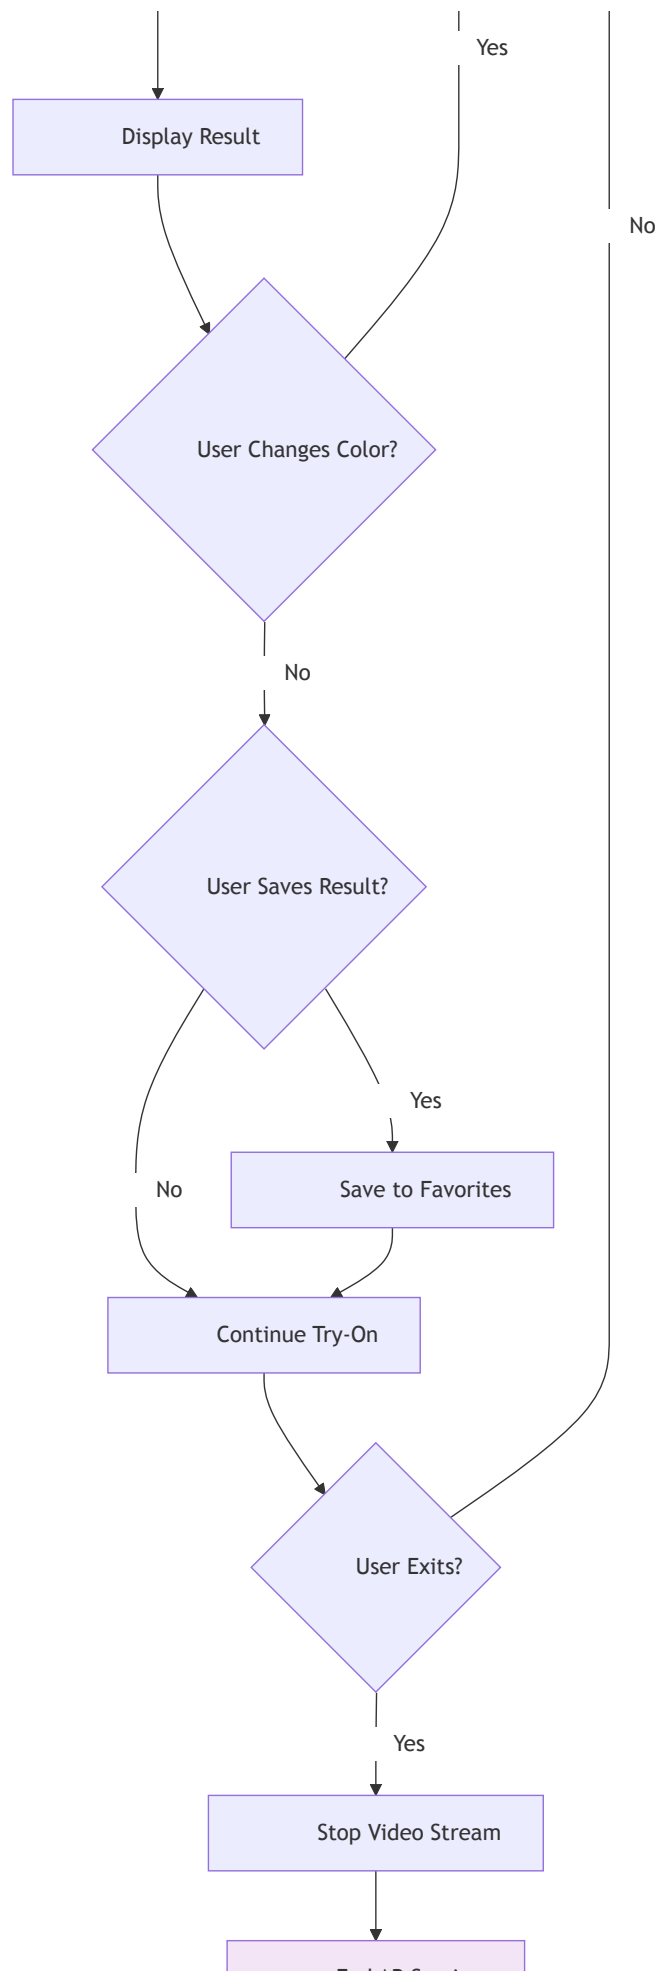 Yes
Display Result
No
User Changes Color?
No
User Saves Result?
Yes
No
Save to Favorites
Continue Try-On
User Exits?
Yes
Stop Video Stream